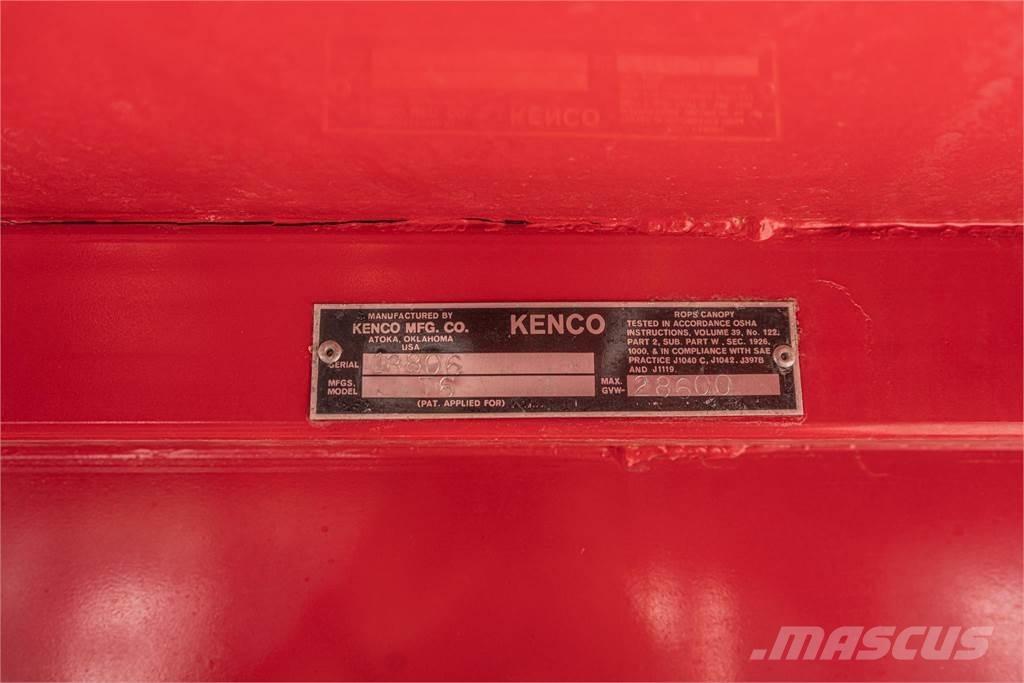 MANUFACTURED BY
KENCO MFG. CO.
ATOKA, OKLAHOMA
USA
SERIAL
MFGS.
MODEL T6
(PAT. APPLIED FOR)
KENCO
ROPS CANOPY
TESTED IN ACCORDANCE OSHA
INSTRUCTIONS, VOLUME 39, No. 122,
PART 2, SUB. PART W . SEC. 1926,
1000, & IN COMPLIANCE WITH SAE
PRACTICE J1040 C, J1042. J397B
AND J1119.
MAX.
GVW- 28600
MASCUS